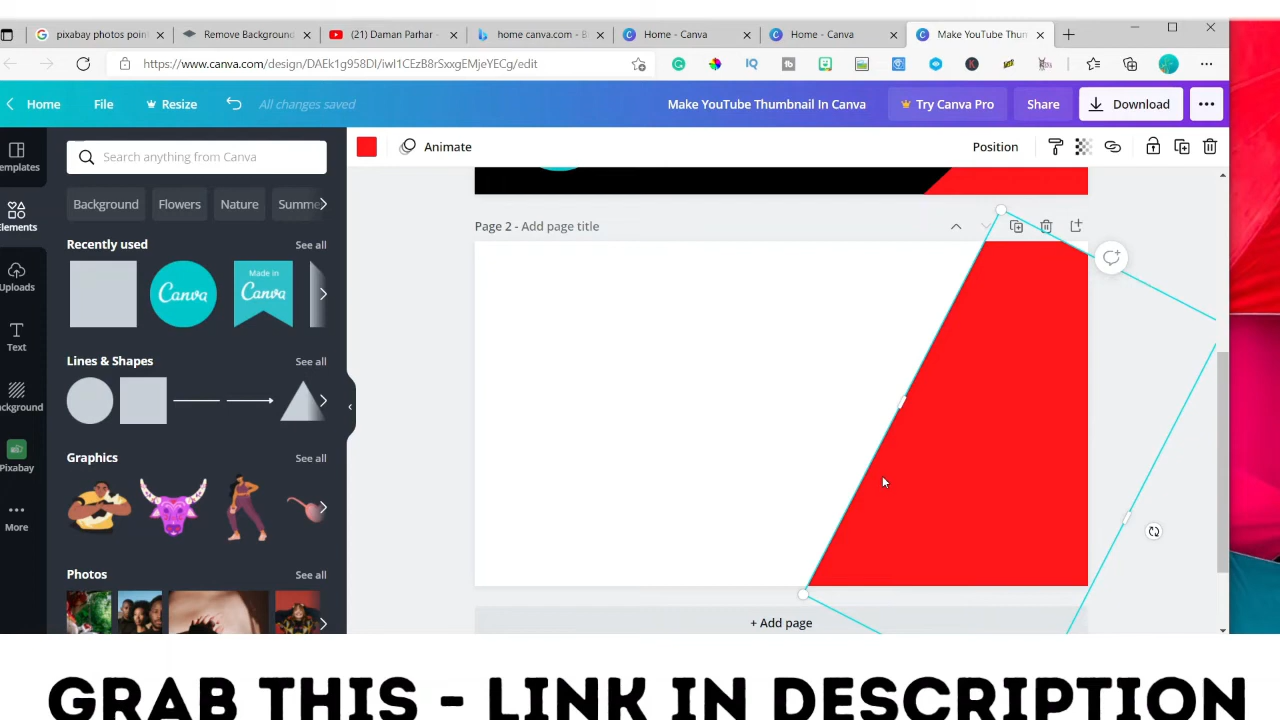 pixabay photos poin
Remove Background
(21) Daman Parhar -
home canva.com - B
Home - Canva
Home - Canva
Make YouTube Thum
https://www.canva.com/design/DAEk1g958DI/iwI1CEzB8rSxxgEMjeYECg/edit
Home
File
Resize
All changes saved
Make YouTube Thumbnail In Canva
Try Canva Pro
Share
Download
Animate
Position
emplates
Search anything from Canva
Background
Flowers
Nature
Summe
Elements
Recently used
See all
Canva
Made in
Canva
Page 2 - Add page title
Uploads
Lines & Shapes
See all
Text
ackground
Graphics
See all
Pixabay
More
Photos
See all
+ Add page
GRAB THIS - LINK IN DESCRIPTION